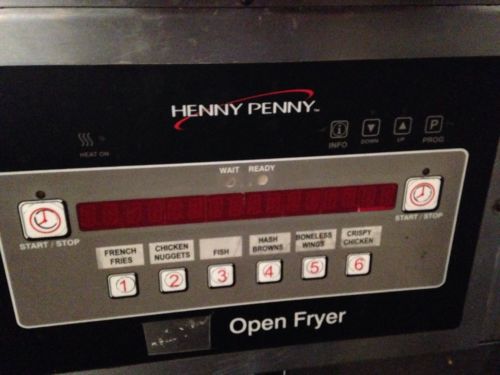 HENNY PENNY™
HEAT ON
INFO
DOWN
UP
P
PROG
WAIT READY
START / STOP
START / STOP
FRENCH FRIES
CHICKEN NUGGETS
FISH
HASH BROWNS
BONELESS WINGS
CRISPY CHICKEN
1 2 3 4 5 6
Open Fryer